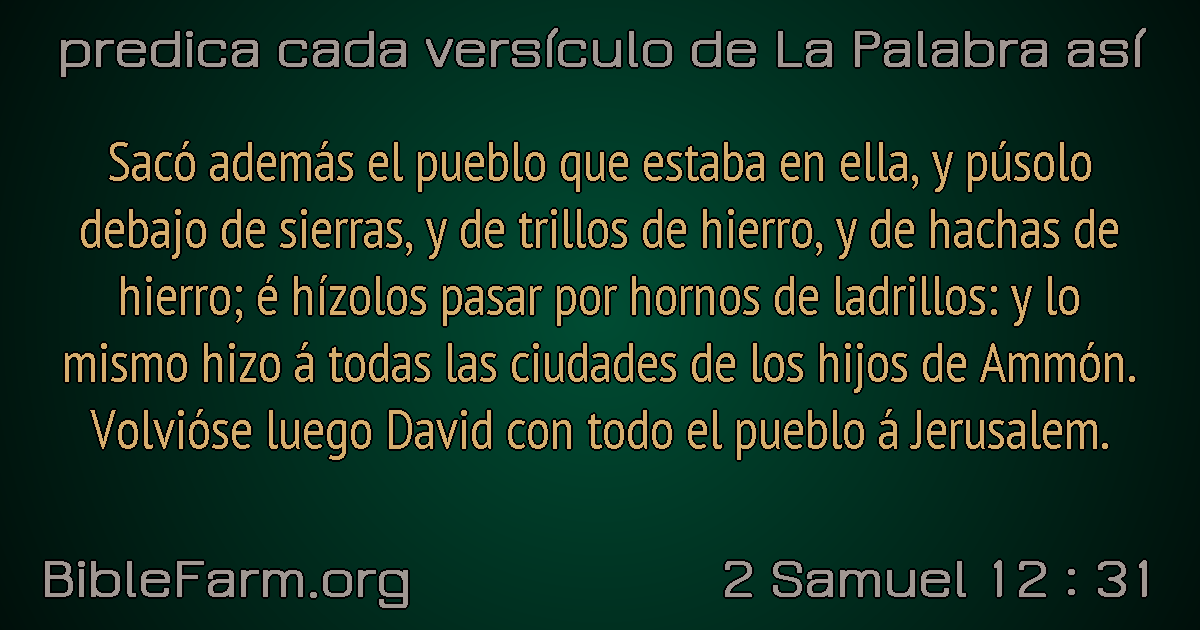 predica cada versículo de La Palabra así
Sacó además el pueblo que estaba en ella, y púsolo
debajo de sierras, y de trillos de hierro, y de hachas de
hierro; é hízolos pasar por hornos de ladrillos: y lo
mismo hizo á todas las ciudades de los hijos de Ammón.
Volvióse luego David con todo el pueblo á Jerusalem.
BibleFarm.org
2 Samuel 12 : 31